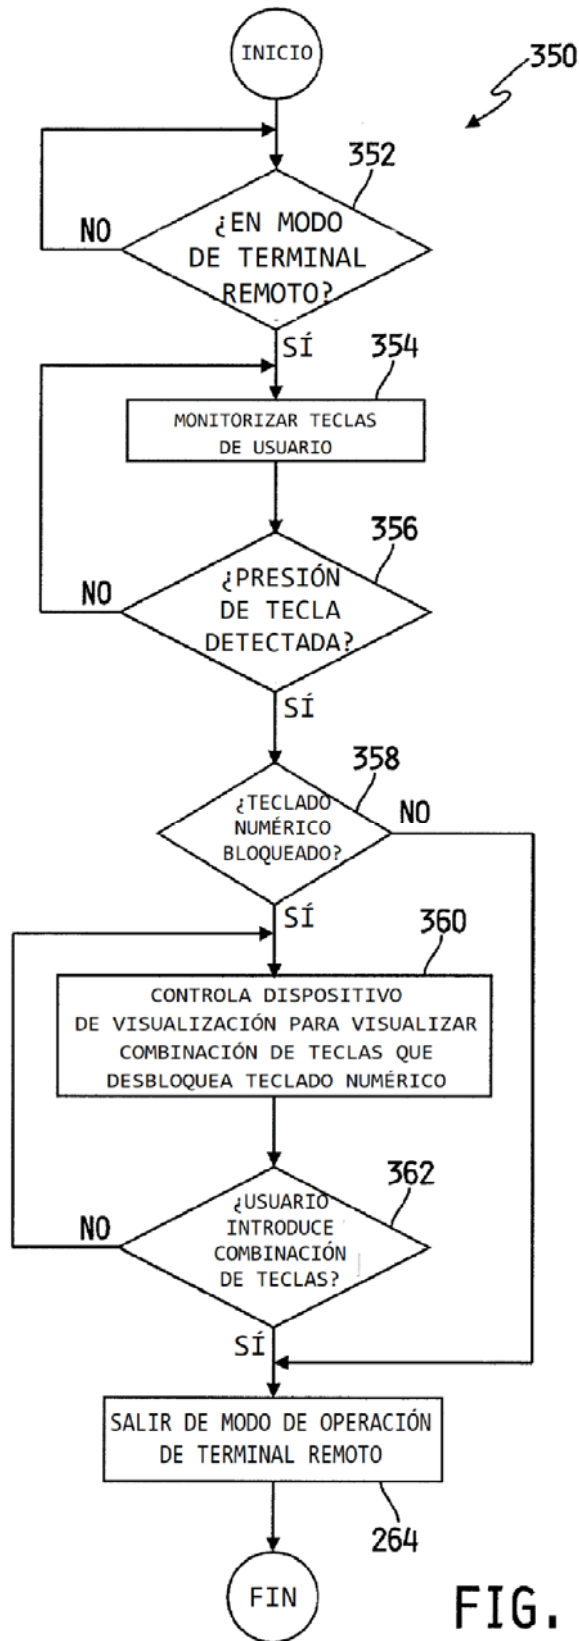 INICIO
350
352
¿EN MODO
DE TERMINAL
REMOTO?
NO
SÍ
354
MONITORIZAR TECLAS
DE USUARIO
356
¿PRESIÓN
DE TECLA
DETECTADA?
NO
SÍ
358
¿TECLADO
NUMÉRICO
BLOQUEADO?
NO
SÍ
360
CONTROLA DISPOSITIVO
DE VISUALIZACIÓN PARA VISUALIZAR
COMBINACIÓN DE TECLAS QUE
DESBLOQUEA TECLADO NUMÉRICO
362
¿USUARIO
INTRODUCE
COMBINACIÓN
DE TECLAS?
NO
SÍ
SALIR DE MODO DE OPERACIÓN
DE TERMINAL REMOTO
264
FIN
FIG.